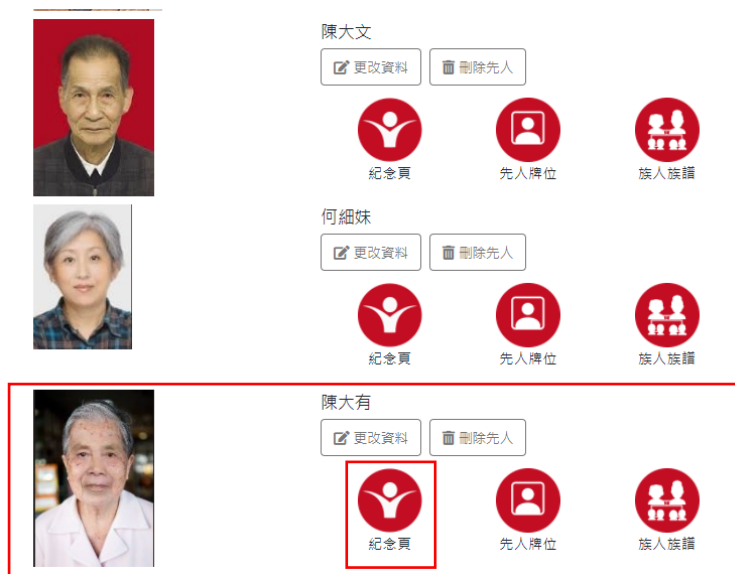 陳大文
更改資料 刪除先人
紀念頁 先人牌位 族人族譜
何細妹
更改資料 刪除先人
紀念頁 先人牌位 族人族譜
陳大有
更改資料 刪除先人
紀念頁 先人牌位 族人族譜